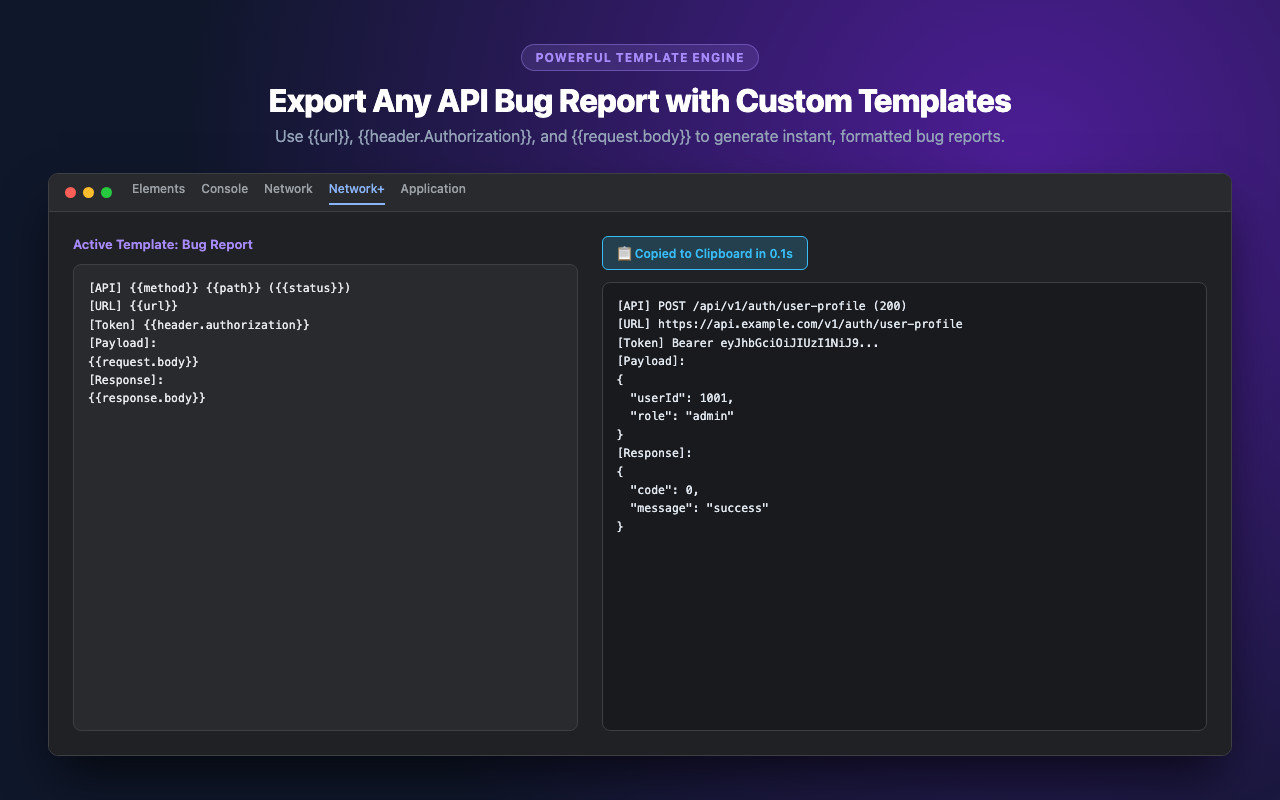 POWERFUL TEMPLATE ENGINE
Export Any API Bug Report with Custom Templates
Use {{url}}, {{header.Authorization}}, and {{request.body}} to generate instant, formatted bug reports.
Elements Console Network Network+ Application
Active Template: Bug Report
[API] {{method}} {{path}} ({{status}})
[URL] {{url}}
[Token] {{header.authorization}}
[Payload]:
{{request.body}}
[Response]:
{{response.body}}
📋 Copied to Clipboard in 0.1s
[API] POST /api/v1/auth/user-profile (200)
[URL] https://api.example.com/v1/auth/user-profile
[Token] Bearer eyJhbGciOiJIUzI1NiJ9...
[Payload]:
{
  "userId": 1001,
  "role": "admin"
}
[Response]:
{
  "code": 0,
  "message": "success"
}